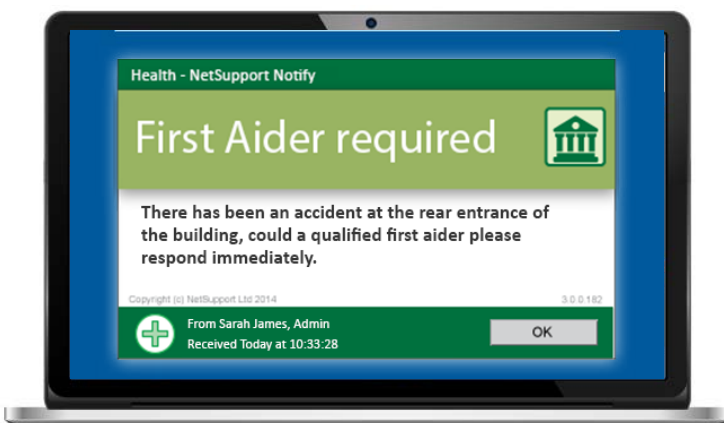 Health - NetSupport Notify
First Aider required
There has been an accident at the rear entrance of
the building, could a qualified first aider please
respond immediately.
Copyright (c) NetSupport Ltd 2014
3.0.0.182
From Sarah James, Admin
Received Today at 10:33:28
OK